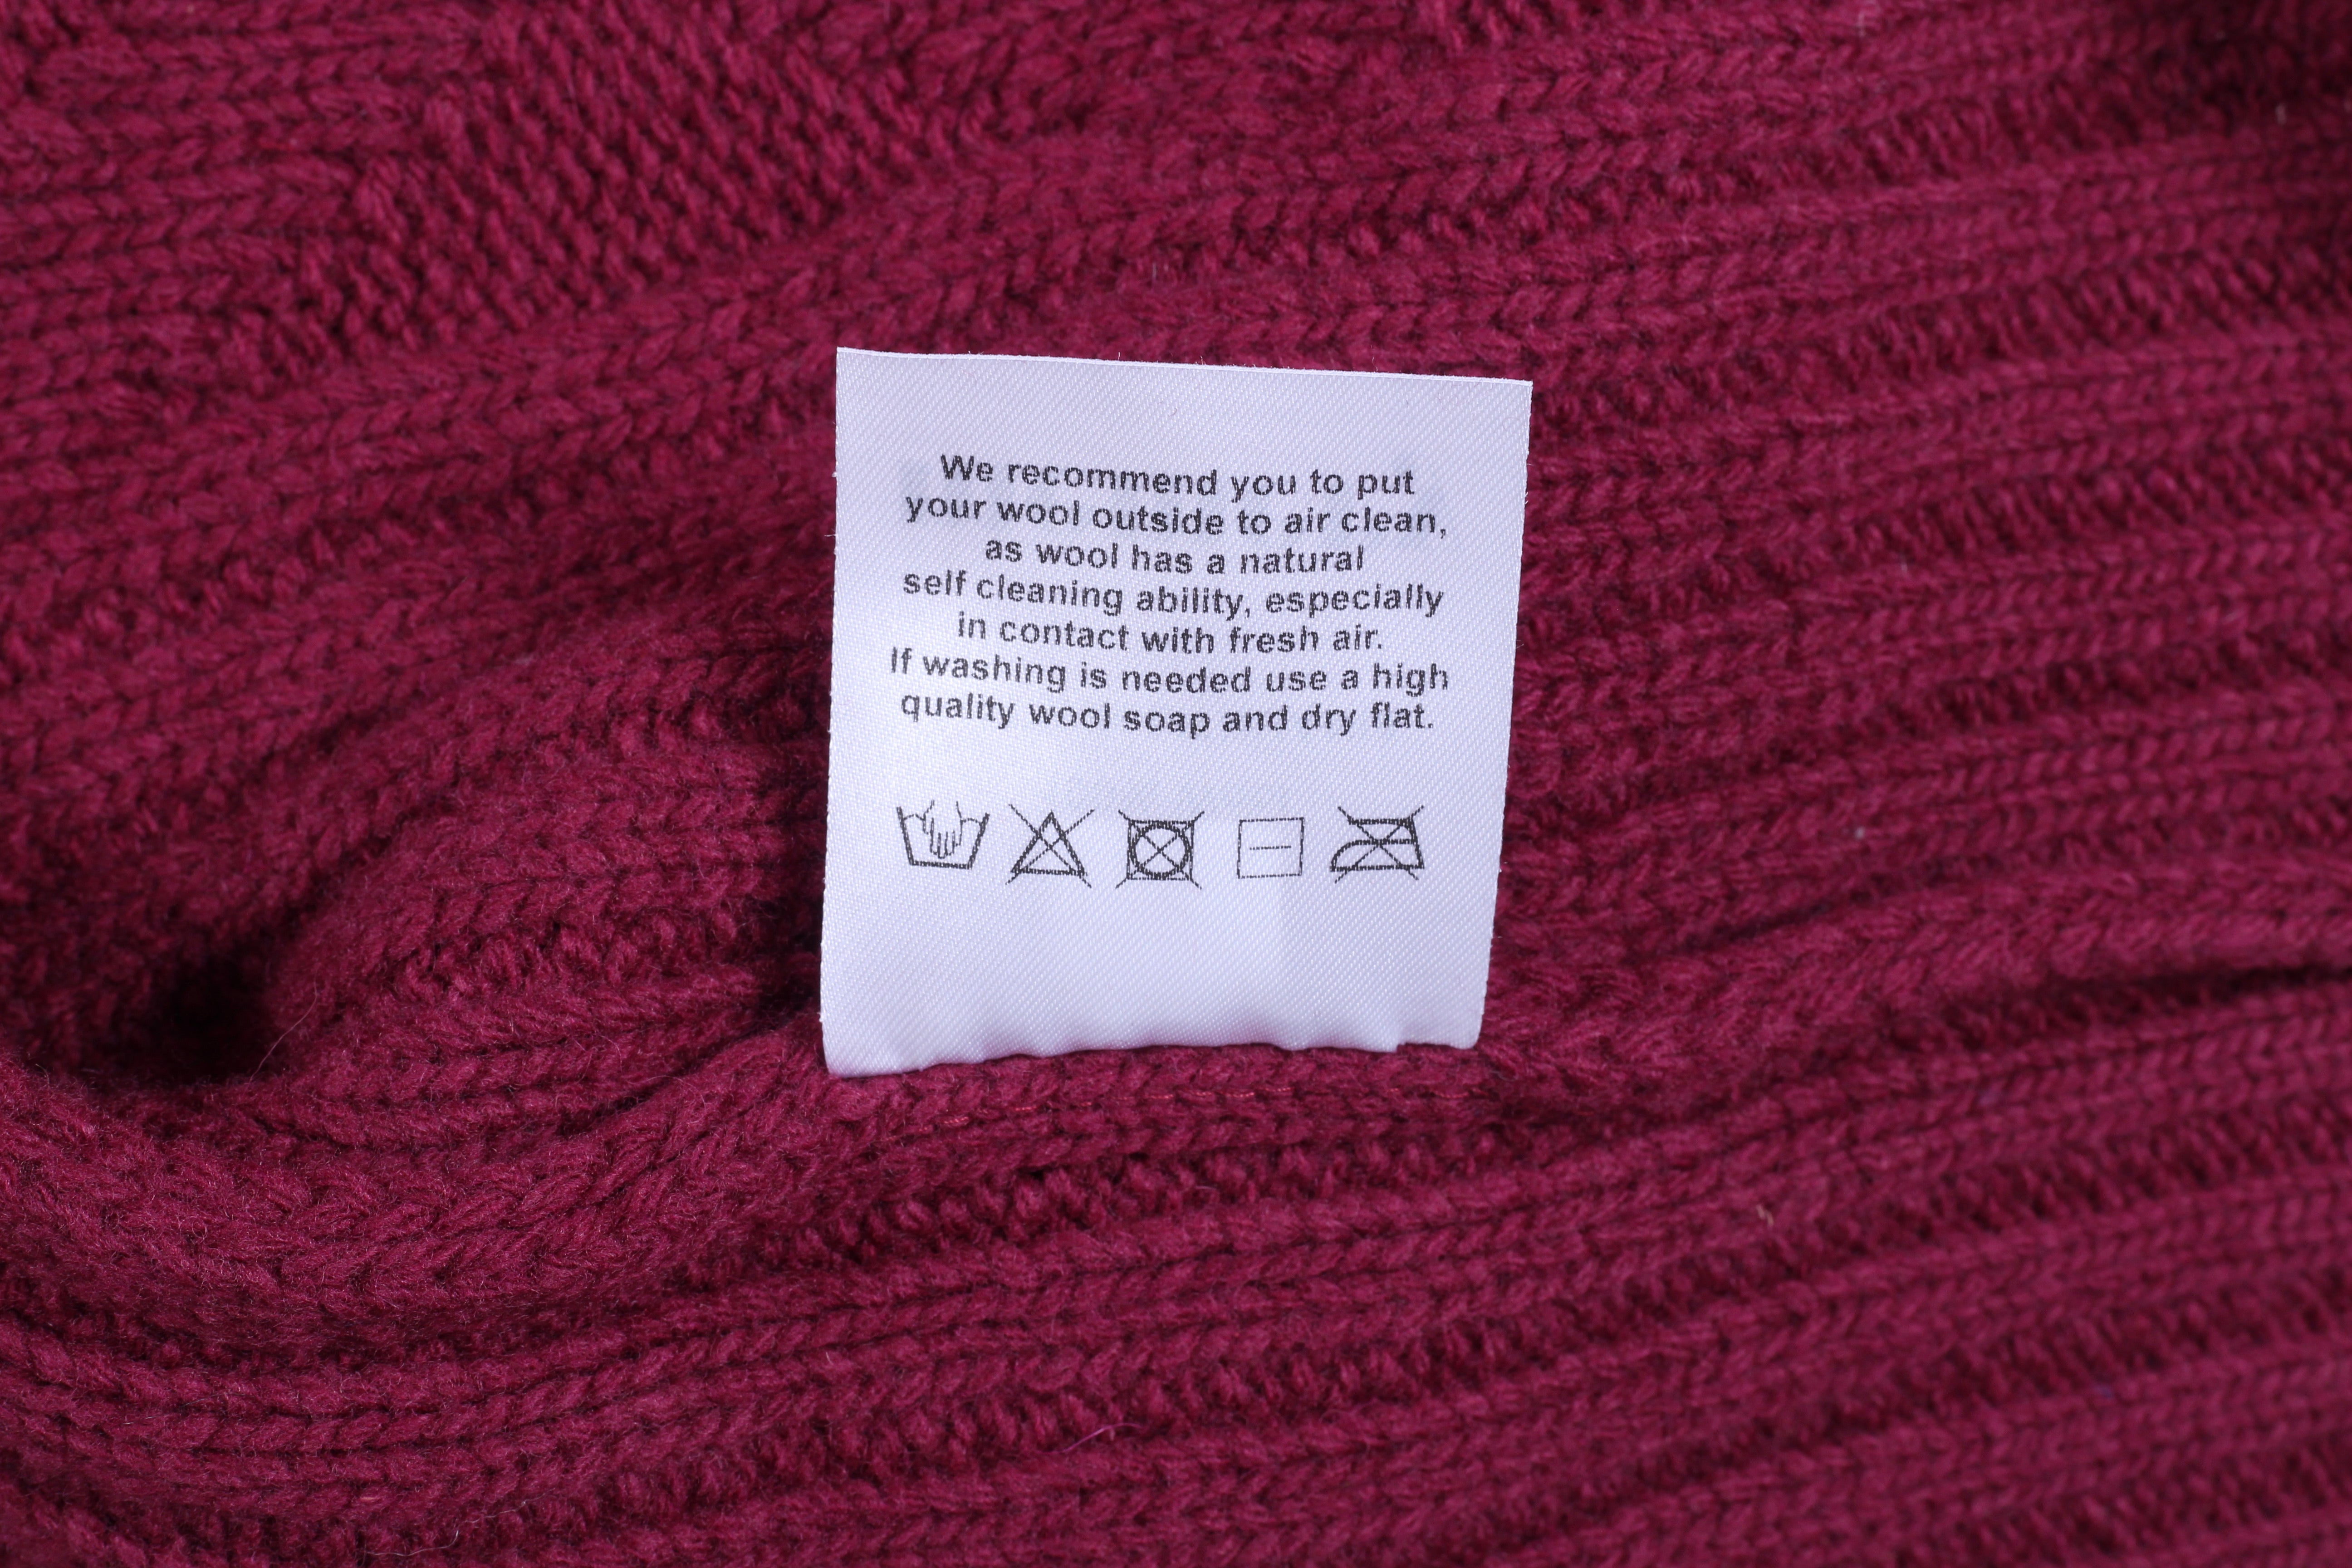 We recommend you to put
your wool outside to air clean,
as wool has a natural
self cleaning ability, especially
in contact with fresh air.
If washing is needed use a high
quality wool soap and dry flat.